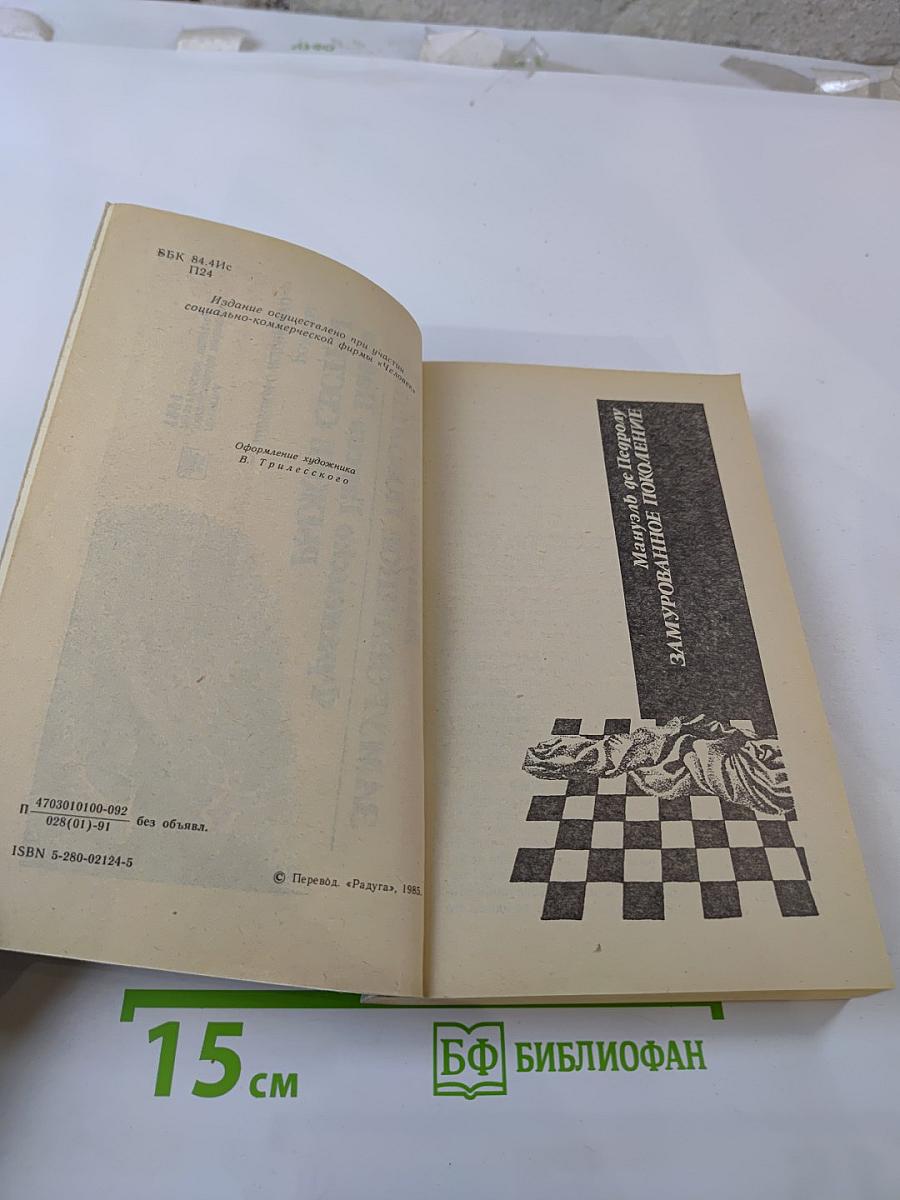 ББК 84.4Ис
П24
Издание осуществлено при участии
социально-коммерческой фирмы «Человек»
Оформление художника
В. Трилесского
П 4703010100-092
028(01)-91 без объявл.
ISBN 5-280-02124-5
© Перевод. «Радуга», 1985.
Мануэль де Педролу
ЗАМУРОВАННОЕ ПОКОЛЕНИЕ
15 см
БФ БИБЛИОФАН